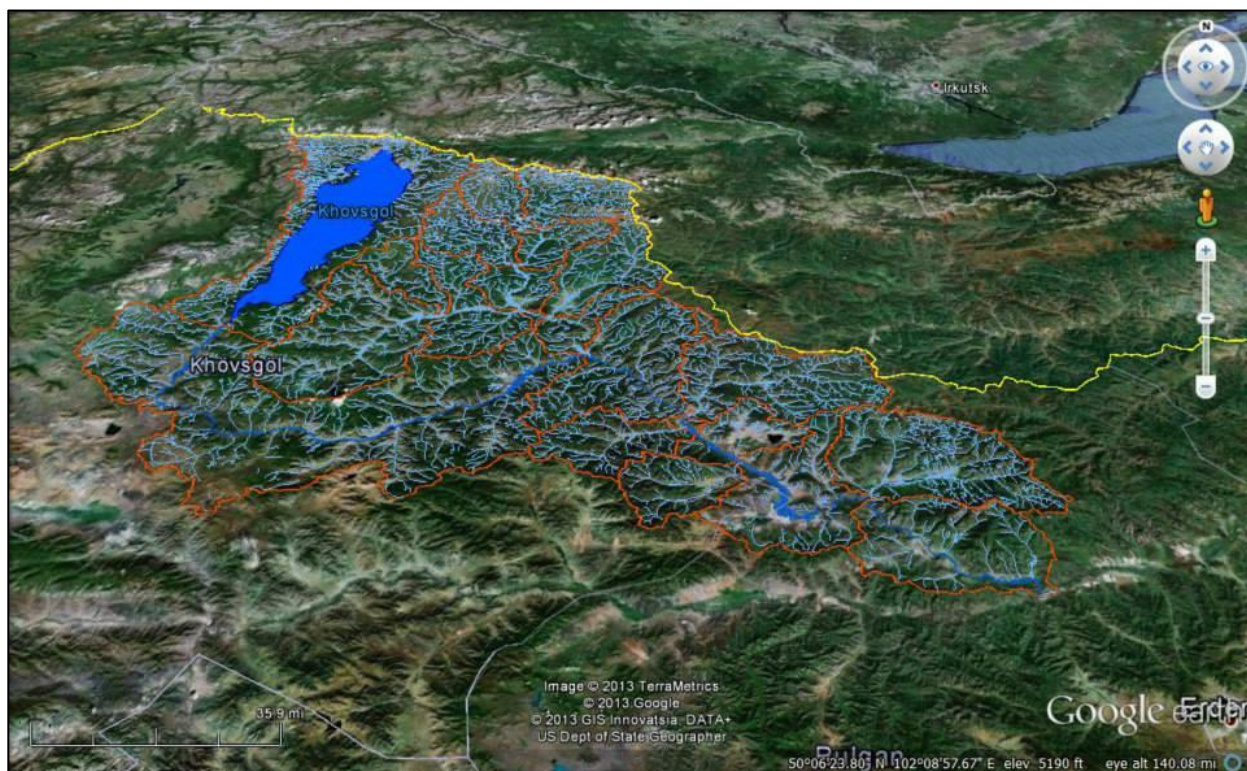 N
Irkutsk
Khovsgol
Khovsgol
+
−
35.9 mi
Image © 2013 TerraMetrics
© 2013 Google
© 2013 GIS Innovatsia, DATA+
US Dept of State Geographer
Google earth
Erden
Bulgan
50°06'23.80" N 102°08'57.67" E elev 5190 ft eye alt 140.08 mi